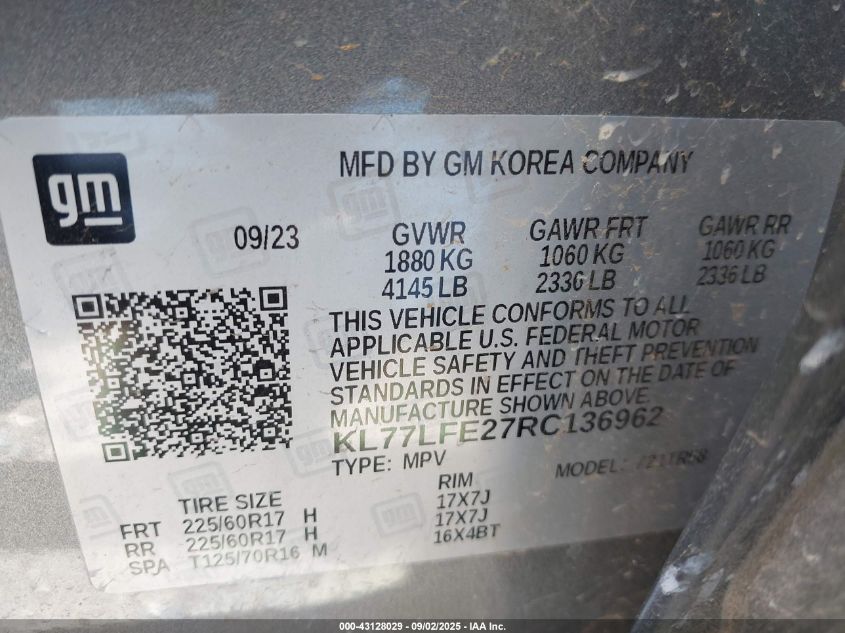 gm
MFD BY GM KOREA COMPANY
09/23
GVWR GAWR FRT GAWR RR
1880 KG 1060 KG 1060 KG
4145 LB 2336 LB 2336 LB
THIS VEHICLE CONFORMS TO ALL
APPLICABLE U.S. FEDERAL MOTOR
VEHICLE SAFETY AND THEFT PREVENTION
STANDARDS IN EFFECT ON THE DATE OF
MANUFACTURE SHOWN ABOVE.
KL77LFE27RC136962
TYPE: MPV MODEL:
TIRE SIZE RIM
FRT 225/60R17 H 17X7J
RR 225/60R17 H 17X7J
SPA T125/70R16 M 16X4BT
000-43128029 - 09/02/2025 - IAA Inc.